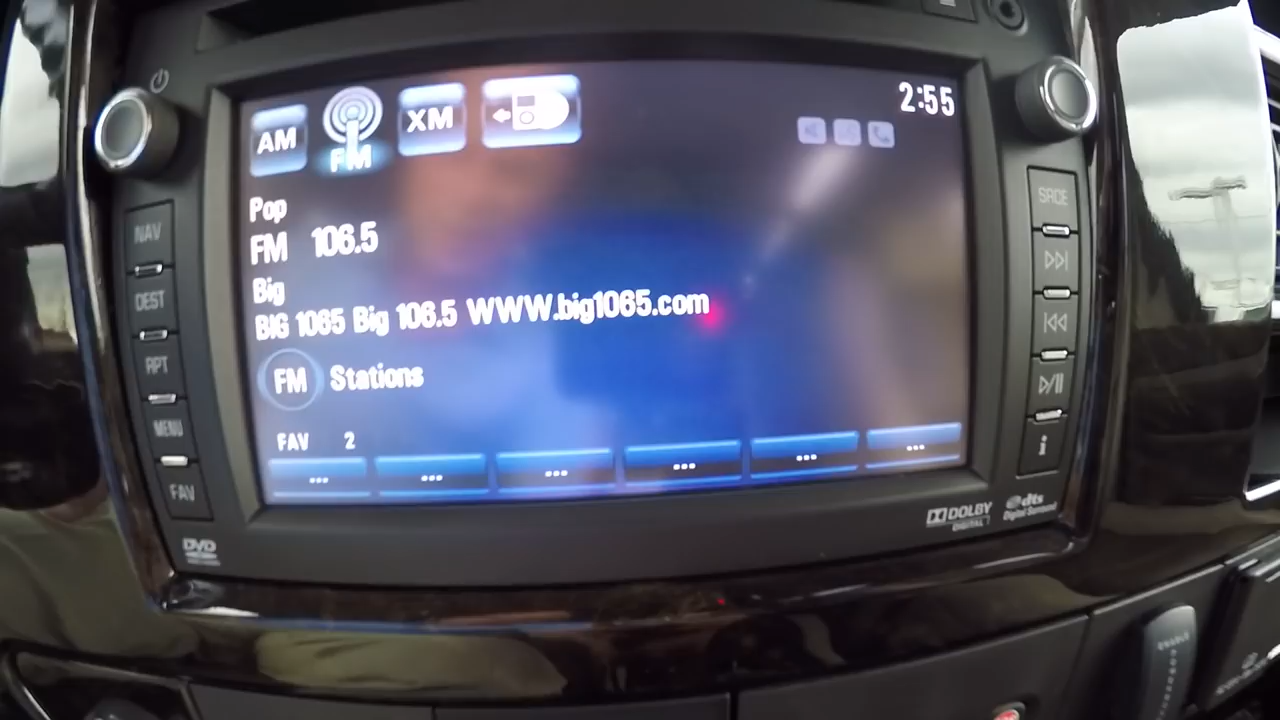 AM FM XM
2:55
Pop
FM 106.5
Big
BIG 1065 Big 106.5 WWW.big1065.com
FM Stations
FAV 2
... ... ... ... ... ...
NAV
DEST
RPT
MENU
FAV
DVD
SRCE
i
DOLBY
DIGITAL
dts
Digital Surround
ENABLE